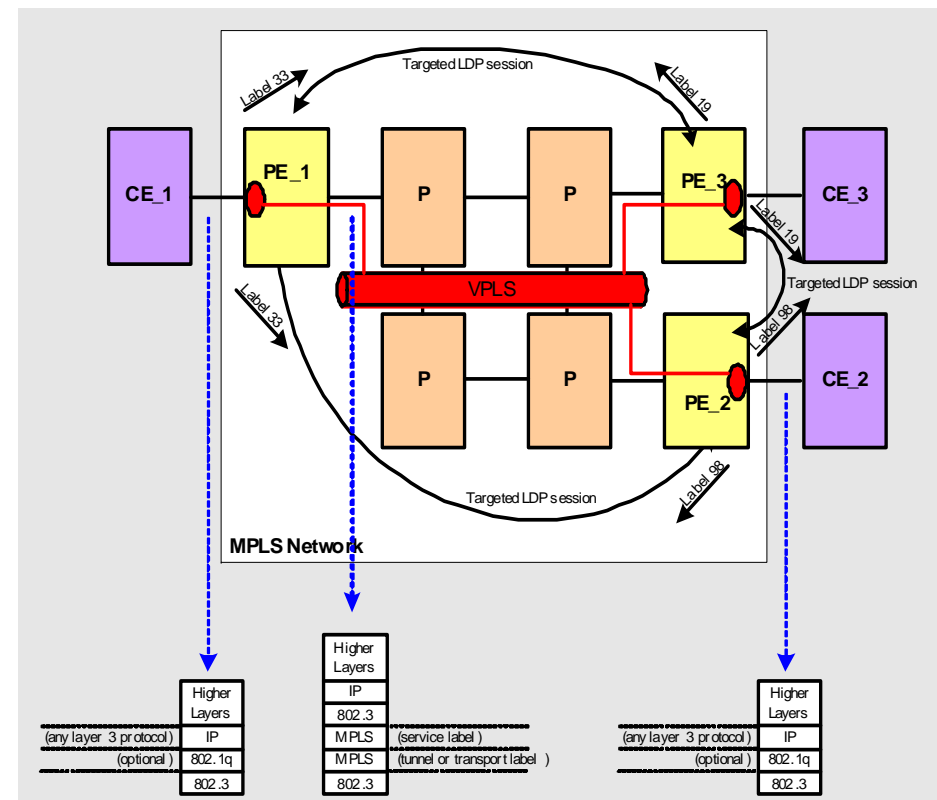 Targeted LDP session
Label 33
Label 19
CE_1
PE_1
P
P
PE_3
CE_3
Label 19
VPLS
Targeted LDP session
Label 33
Label 98
P
P
PE_2
CE_2
Label 98
Targeted LDP session
MPLS Network
Higher
Layers
IP
802.1q
802.3
(any layer 3 protocol)
(optional)
Higher
Layers
IP
802.3
MPLS
MPLS
802.3
(service label)
(tunnel or transport label )
Higher
Layers
IP
802.1q
802.3
(any layer 3 protocol)
(optional)